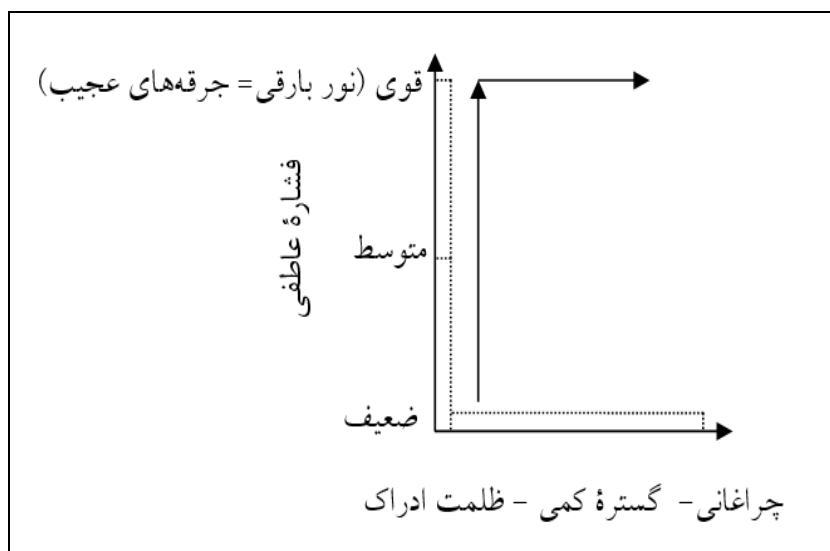 قوی (نور بارقی= جرقه‌های عجیب)
فشارهٔ عاطفی
متوسط
ضعیف
چراغانی- گسترهٔ کمی - ظلمت ادراک